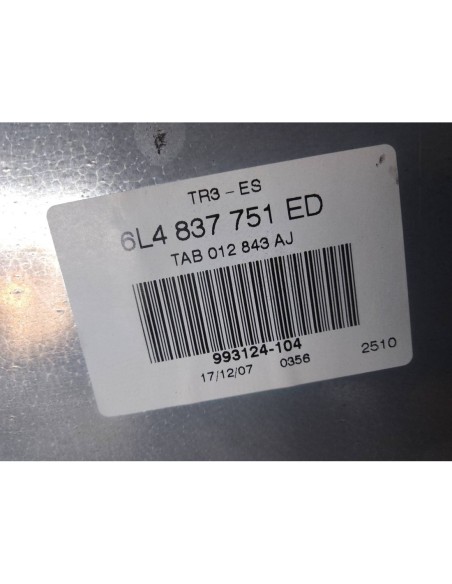 TR3 - ES
6L4 837 751 ED
TAB 012 843 AJ
993124-104
17/12/07 0356 2510